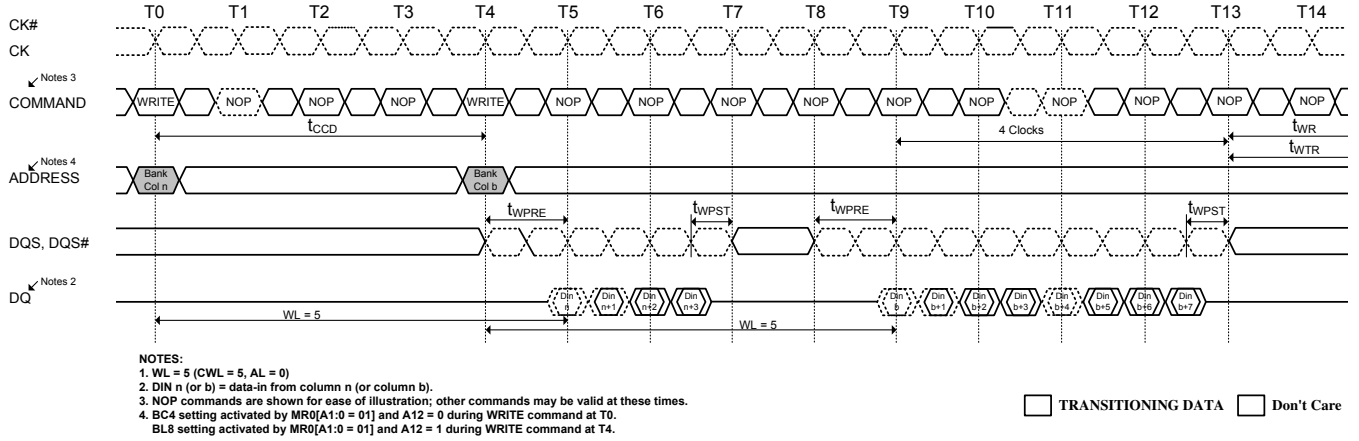 T0 T1 T2 T3 T4 T5 T6 T7 T8 T9 T10 T11 T12 T13 T14
CK#
CK
Notes 3
COMMAND WRITE NOP NOP NOP WRITE NOP NOP NOP NOP NOP NOP NOP NOP NOP NOP
tCCD 4 Clocks tWR
tWTR
Notes 4
ADDRESS Bank Col n Bank Col b
tWPRE tWPST tWPRE tWPST
DQS, DQS#
Notes 2
DQ Din n Din n+1 Din n+2 Din n+3 Din b Din b+1 Din b+2 Din b+3 Din b+4 Din b+5 Din b+6 Din b+7
WL = 5 WL = 5
NOTES:
1. WL = 5 (CWL = 5, AL = 0)
2. DIN n (or b) = data-in from column n (or column b).
3. NOP commands are shown for ease of illustration; other commands may be valid at these times.
4. BC4 setting activated by MR0[A1:0 = 01] and A12 = 0 during WRITE command at T0.
BL8 setting activated by MR0[A1:0 = 01] and A12 = 1 during WRITE command at T4.
TRANSITIONING DATA Don't Care